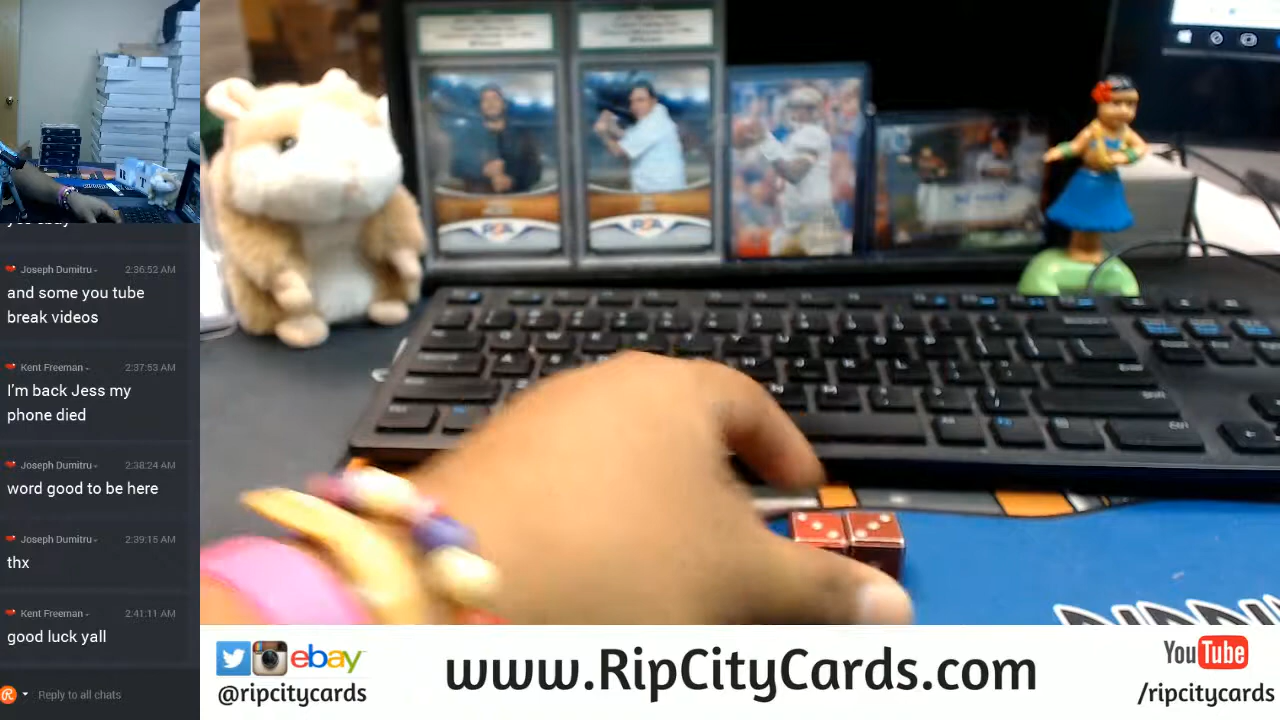 Joseph Dumitru- 2:36:52 AM
and some you tube
break videos
Kent Freeman - 2:37:53 AM
I'm back Jess my
phone died
Joseph Dumitru- 2:38:24 AM
word good to be here
Joseph Dumitru- 2:39:15 AM
thx
Kent Freeman - 2:41:11 AM
good luck yall
Reply to all chats
ebay
@ripcitycards
www.RipCityCards.com
YouTube
/ripcitycards